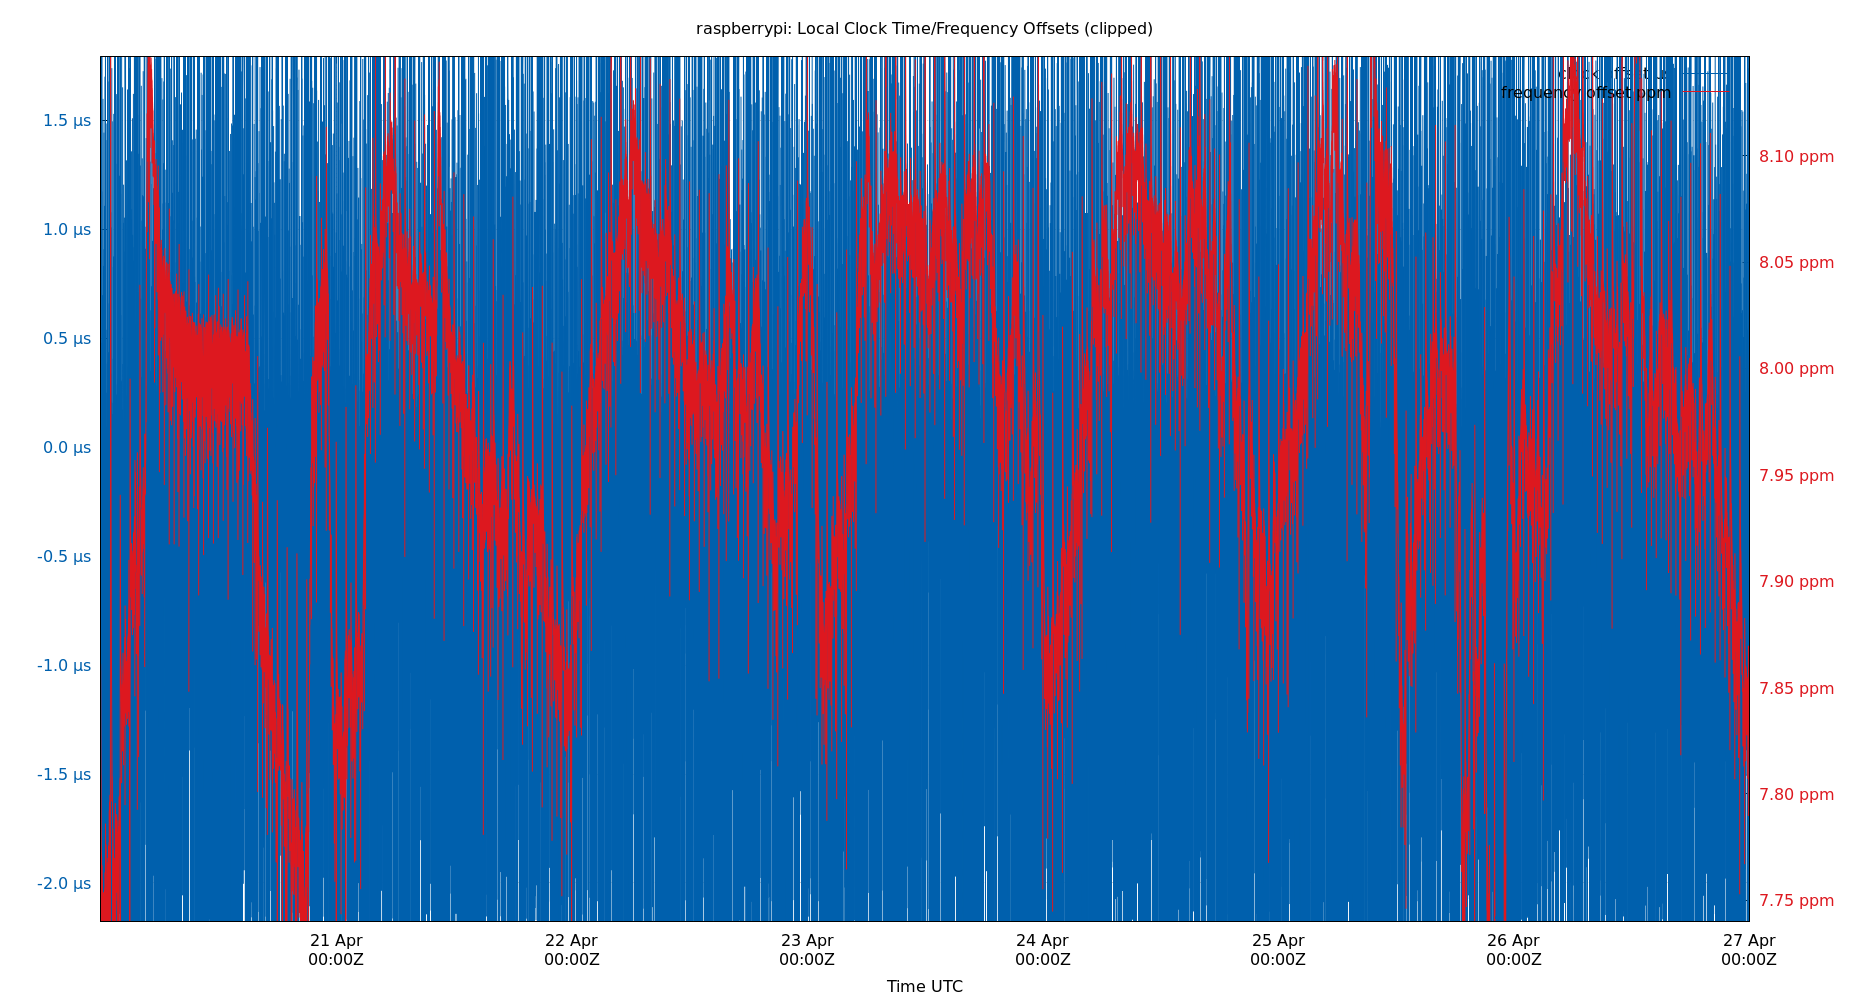 raspberrypi: Local Clock Time/Frequency Offsets (clipped)
frequency offset ppm
1.5 µs
1.0 µs
0.5 µs
0.0 µs
-0.5 µs
-1.0 µs
-1.5 µs
-2.0 µs
8.10 ppm
8.05 ppm
8.00 ppm
7.95 ppm
7.90 ppm
7.85 ppm
7.80 ppm
7.75 ppm
21 Apr
00:00Z
22 Apr
00:00Z
23 Apr
00:00Z
24 Apr
00:00Z
25 Apr
00:00Z
26 Apr
00:00Z
27 Apr
00:00Z
Time UTC